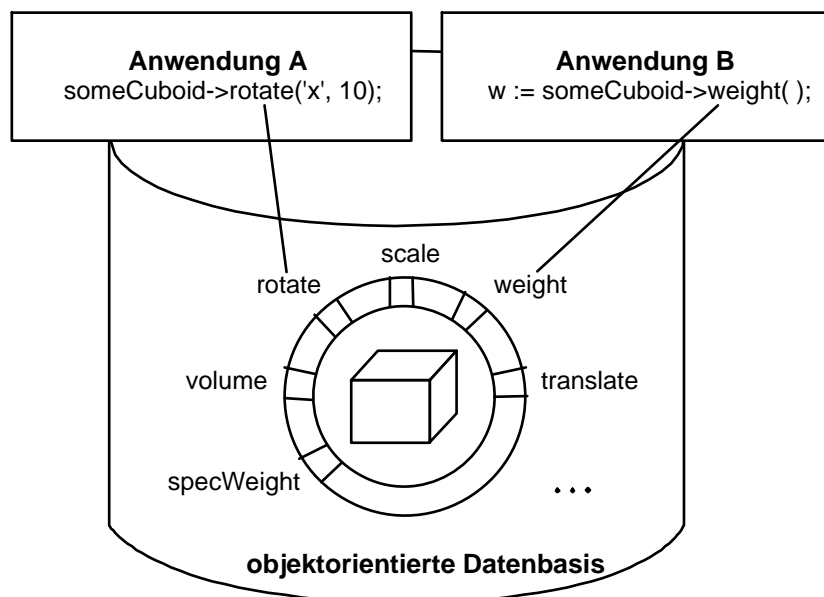 Anwendung A
someCuboid->rotate('x', 10);
Anwendung B
w := someCuboid->weight( );
scale
rotate
weight
volume
translate
specWeight
...
objektorientierte Datenbasis